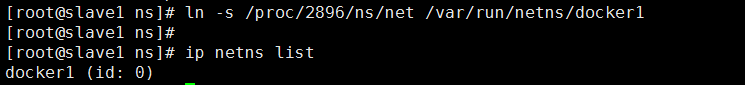 [root@slave1 ns]# ln -s /proc/2896/ns/net /var/run/netns/docker1
[root@slave1 ns]#
[root@slave1 ns]# ip netns list
docker1 (id: 0)